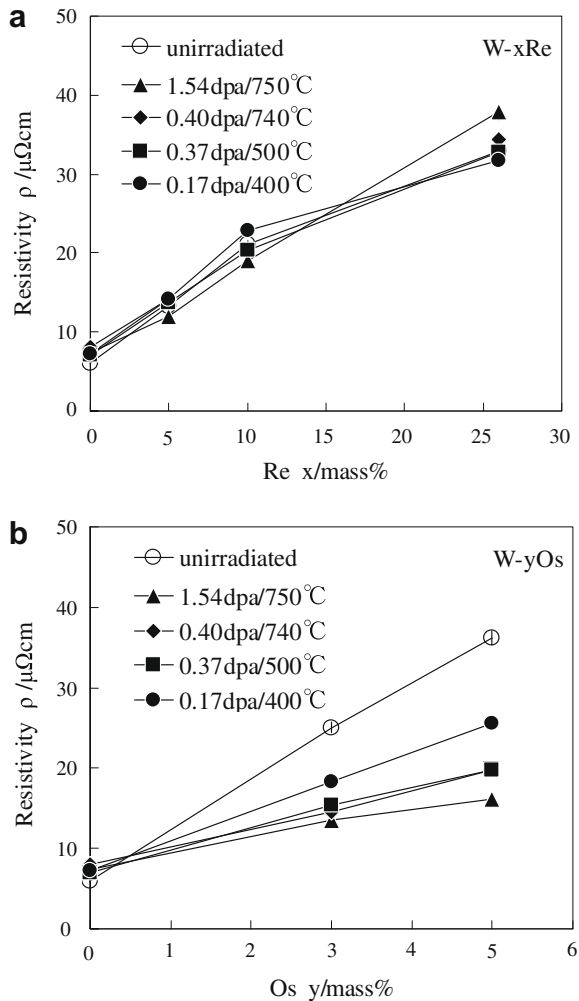 a
unirradiated
W-xRe
1.54dpa/750℃
0.40dpa/740℃
0.37dpa/500℃
0.17dpa/400℃
50
40
30
20
10
0
Resistivity ρ /μΩcm
0 5 10 15 20 25 30
Re x/mass%
b
unirradiated
W-yOs
1.54dpa/750℃
0.40dpa/740℃
0.37dpa/500℃
0.17dpa/400℃
50
40
30
20
10
0
Resistivity ρ /μΩcm
0 1 2 3 4 5 6
Os y/mass%